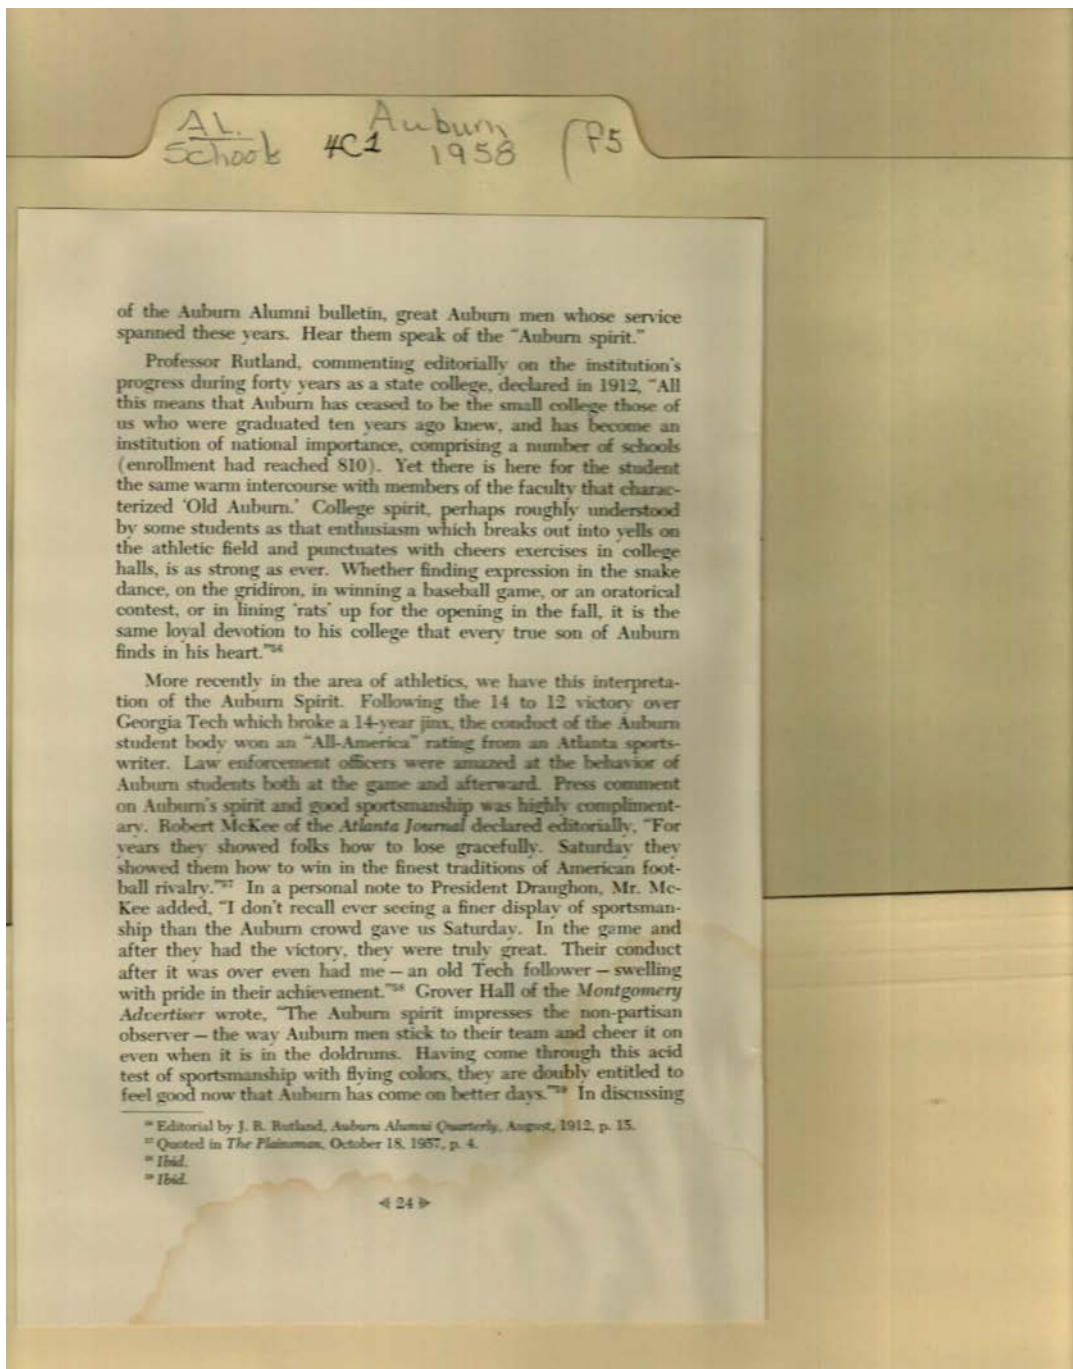 AL. Auburn
Schools 4C1 1958 (P5
of the Auburn Alumni bulletin, great Auburn men whose service
spanned these years. Hear them speak of the “Auburn spirit.”
Professor Rutland, commenting editorially on the institution's
progress during forty years as a state college, declared in 1912, “All
this means that Auburn has ceased to be the small college those of
us who were graduated ten years ago knew, and has become an
institution of national importance, comprising a number of schools
(enrollment had reached 810). Yet there is here for the student
the same warm intercourse with members of the faculty that charac-
terized ‘Old Auburn.’ College spirit, perhaps roughly understood
by some students as that enthusiasm which breaks out into yells on
the athletic field and punctuates with cheers exercises in college
halls, is as strong as ever. Whether finding expression in the snake
dance, on the gridiron, in winning a baseball game, or an oratorical
contest, or in lining ‘rats’ up for the opening in the fall, it is the
same loyal devotion to his college that every true son of Auburn
finds in his heart.”⁵⁶
More recently in the area of athletics, we have this interpreta-
tion of the Auburn Spirit. Following the 14 to 12 victory over
Georgia Tech which broke a 14-year jinx, the conduct of the Auburn
student body won an “All-America” rating from an Atlanta sports-
writer. Law enforcement officers were amazed at the behavior of
Auburn students both at the game and afterward. Press comment
on Auburn's spirit and good sportsmanship was highly compliment-
ary. Robert McKee of the Atlanta Journal declared editorially, “For
years they showed folks how to lose gracefully. Saturday they
showed them how to win in the finest traditions of American foot-
ball rivalry.”⁵⁷ In a personal note to President Draughon, Mr. Mc-
Kee added, “I don't recall ever seeing a finer display of sportsman-
ship than the Auburn crowd gave us Saturday. In the game and
after they had the victory, they were truly great. Their conduct
after it was over even had me — an old Tech follower — swelling
with pride in their achievement.”⁵⁸ Grover Hall of the Montgomery
Advertiser wrote, “The Auburn spirit impresses the non-partisan
observer — the way Auburn men stick to their team and cheer it on
even when it is in the doldrums. Having come through this acid
test of sportsmanship with flying colors, they are doubly entitled to
feel good now that Auburn has come on better days.”⁵⁹ In discussing
⁵⁶ Editorial by J. R. Rutland, Auburn Alumni Quarterly, August, 1912, p. 15.
⁵⁷ Quoted in The Plainsman, October 18, 1957, p. 4.
⁵⁸ Ibid.
⁵⁹ Ibid.
24